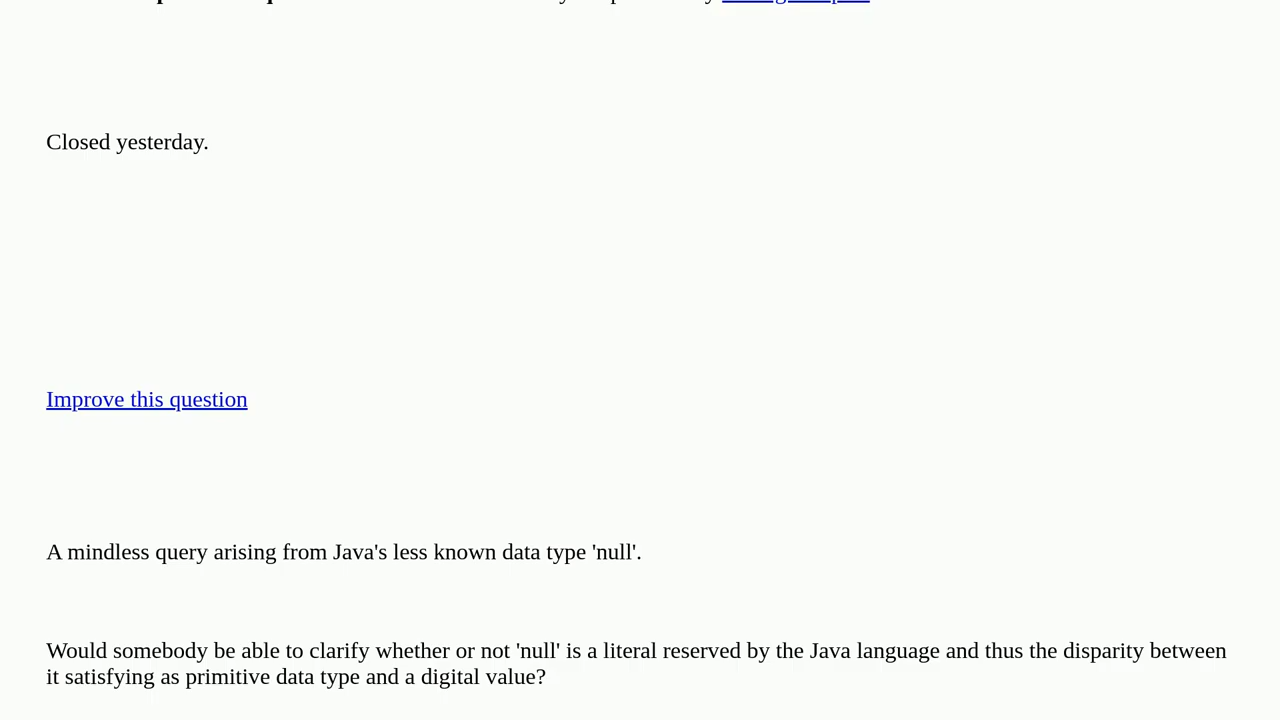 Closed yesterday.
Improve this question
A mindless query arising from Java's less known data type 'null'.
Would somebody be able to clarify whether or not 'null' is a literal reserved by the Java language and thus the disparity between
it satisfying as primitive data type and a digital value?